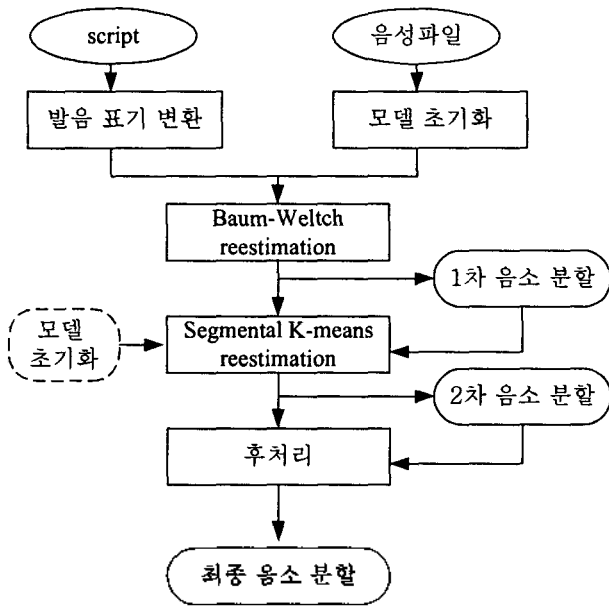 script
음성파일
발음 표기 변환
모델 초기화
Baum-Weltch
reestimation
1차 음소 분할
모델
초기화
Segmental K-means
reestimation
2차 음소 분할
후처리
최종 음소 분할